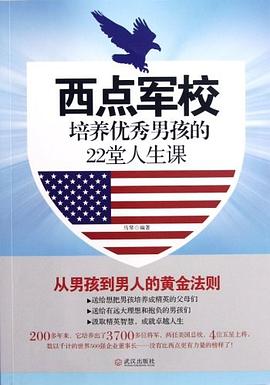 西点军校
培养优秀男孩的
22堂人生课
马琴◎编著
从男孩到男人的黄金法则
▶送给想把男孩培养成精英的父母们
▶送给有远大理想和抱负的男孩们
▶汲取精英智慧，成就卓越人生
200多年来，它培养出了3700多位将军，两任美国总统，4位五星上将，
数以千计的世界500强企业董事长——没有比西点更有力量的榜样了！
武汉出版社